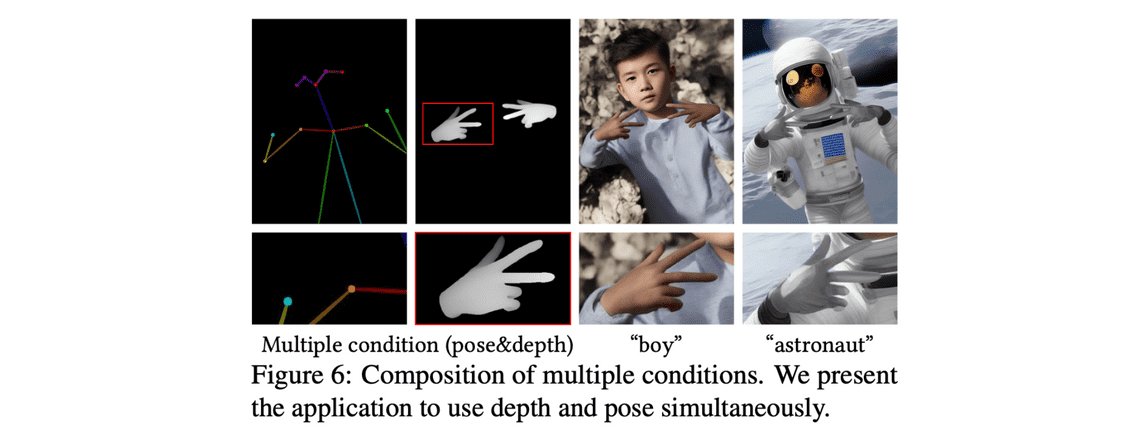 Multiple condition (pose&depth)
“boy”
“astronaut”
Figure 6: Composition of multiple conditions. We present
the application to use depth and pose simultaneously.